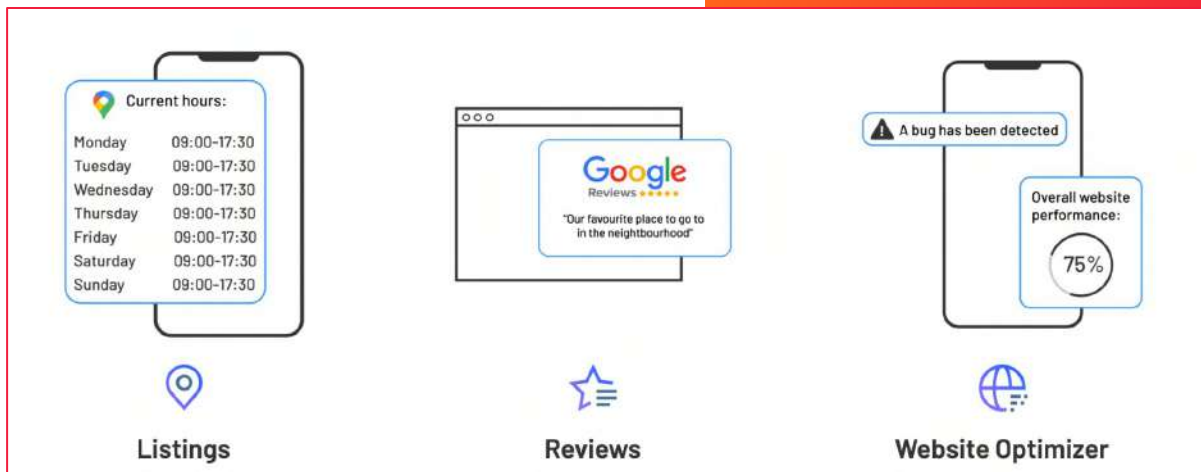 Current hours:
Monday 09:00-17:30
Tuesday 09:00-17:30
Wednesday 09:00-17:30
Thursday 09:00-17:30
Friday 09:00-17:30
Saturday 09:00-17:30
Sunday 09:00-17:30
Listings
Google
Reviews
"Our favourite place to go to
in the neightbourhood"
Reviews
A bug has been detected
Overall website
performance:
75%
Website Optimizer